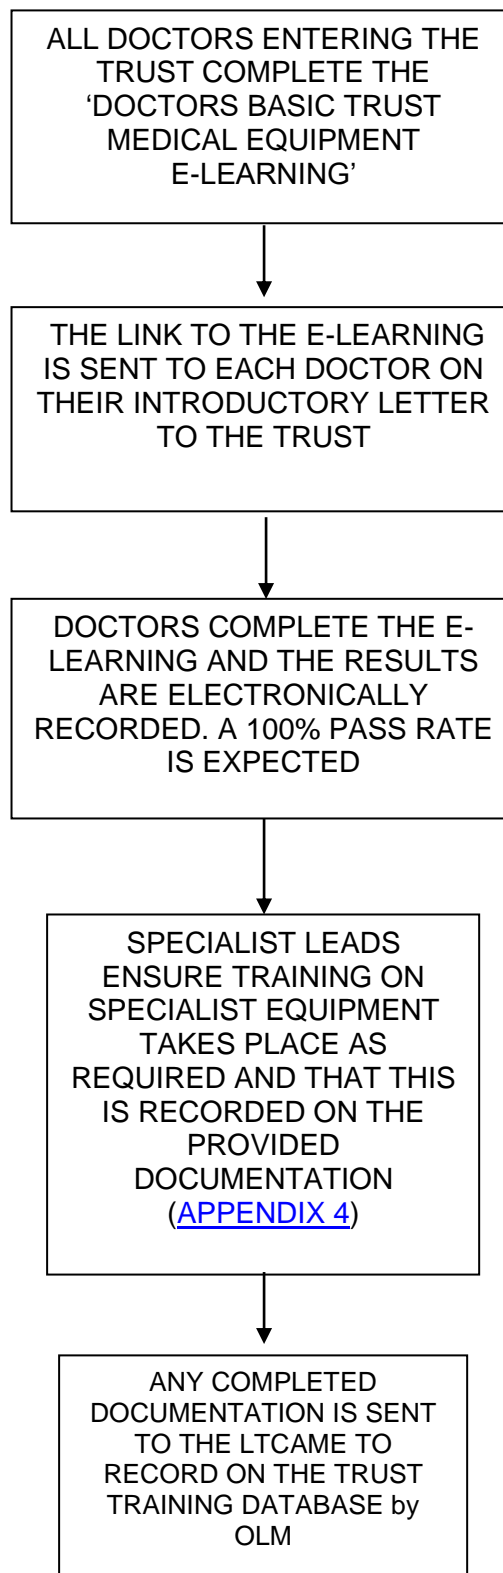 ALL DOCTORS ENTERING THE
TRUST COMPLETE THE
‘DOCTORS BASIC TRUST
MEDICAL EQUIPMENT
E-LEARNING’
THE LINK TO THE E-LEARNING
IS SENT TO EACH DOCTOR ON
THEIR INTRODUCTORY LETTER
TO THE TRUST
DOCTORS COMPLETE THE E-
LEARNING AND THE RESULTS
ARE ELECTRONICALLY
RECORDED. A 100% PASS RATE
IS EXPECTED
SPECIALIST LEADS
ENSURE TRAINING ON
SPECIALIST EQUIPMENT
TAKES PLACE AS
REQUIRED AND THAT THIS
IS RECORDED ON THE
PROVIDED
DOCUMENTATION
(APPENDIX 4)
ANY COMPLETED
DOCUMENTATION IS SENT
TO THE LTCAME TO
RECORD ON THE TRUST
TRAINING DATABASE by
OLM